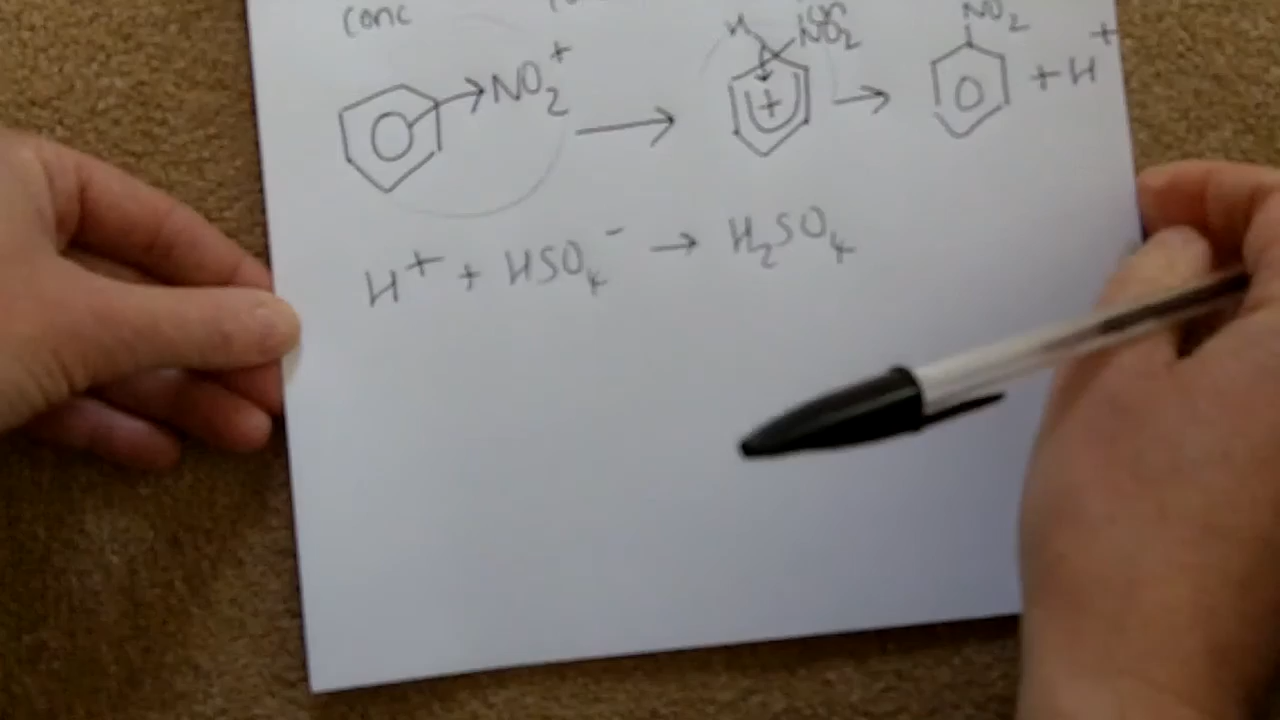 conc
NO₂⁺ → H NO₂ + → NO₂ + H⁺
H⁺ + HSO₄⁻ → H₂SO₄